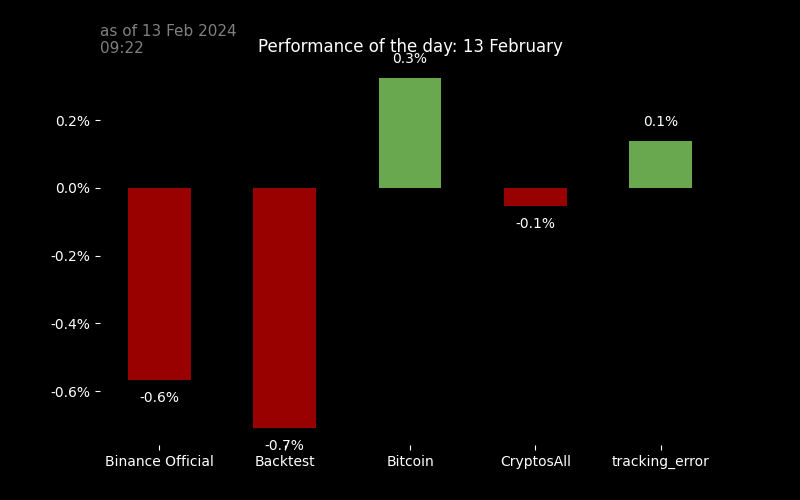 as of 13 Feb 2024
09:22
Performance of the day: 13 February
0.3%
0.2%
0.1%
0.0%
-0.1%
-0.2%
-0.4%
-0.6%
-0.6%
-0.7%
Binance Official
Backtest
Bitcoin
CryptosAll
tracking_error